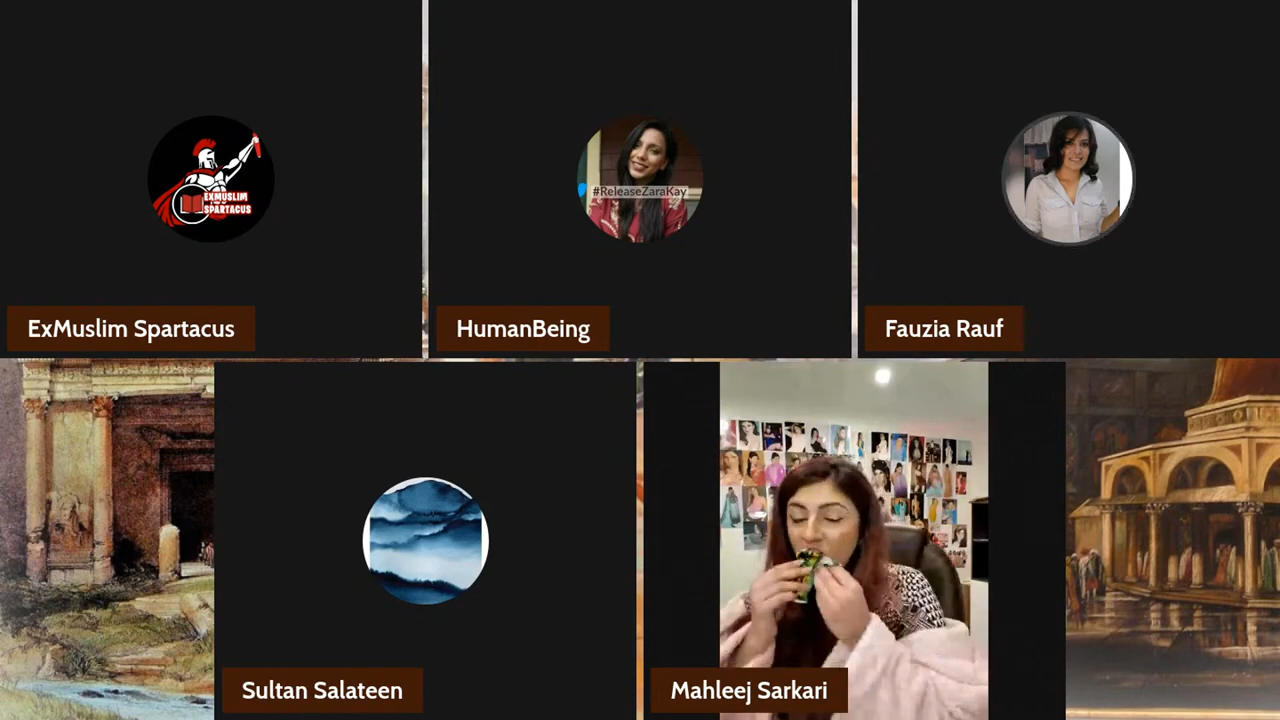 EXMUSLIM
SPARTACUS
#ReleaseZaraKay
ExMuslim Spartacus
HumanBeing
Fauzia Rauf
Sultan Salateen
Mahleej Sarkari